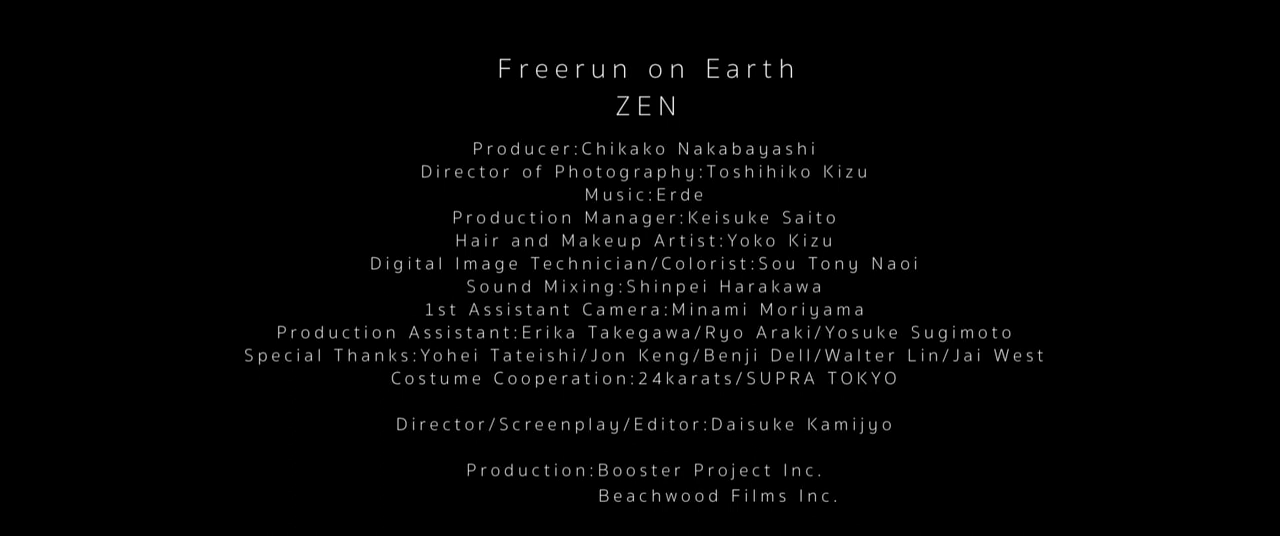 Freerun on Earth
ZEN
Producer:Chikako Nakabayashi
Director of Photography:Toshihiko Kizu
Music:Erde
Production Manager:Keisuke Saito
Hair and Makeup Artist:Yoko Kizu
Digital Image Technician/Colorist:Sou Tony Naoi
Sound Mixing:Shinpei Harakawa
1st Assistant Camera:Minami Moriyama
Production Assistant:Erika Takegawa/Ryo Araki/Yosuke Sugimoto
Special Thanks:Yohei Tateishi/Jon Keng/Benji Dell/Walter Lin/Jai West
Costume Cooperation:24karats/SUPRA TOKYO
Director/Screenplay/Editor:Daisuke Kamijyo
Production:Booster Project Inc.
Beachwood Films Inc.